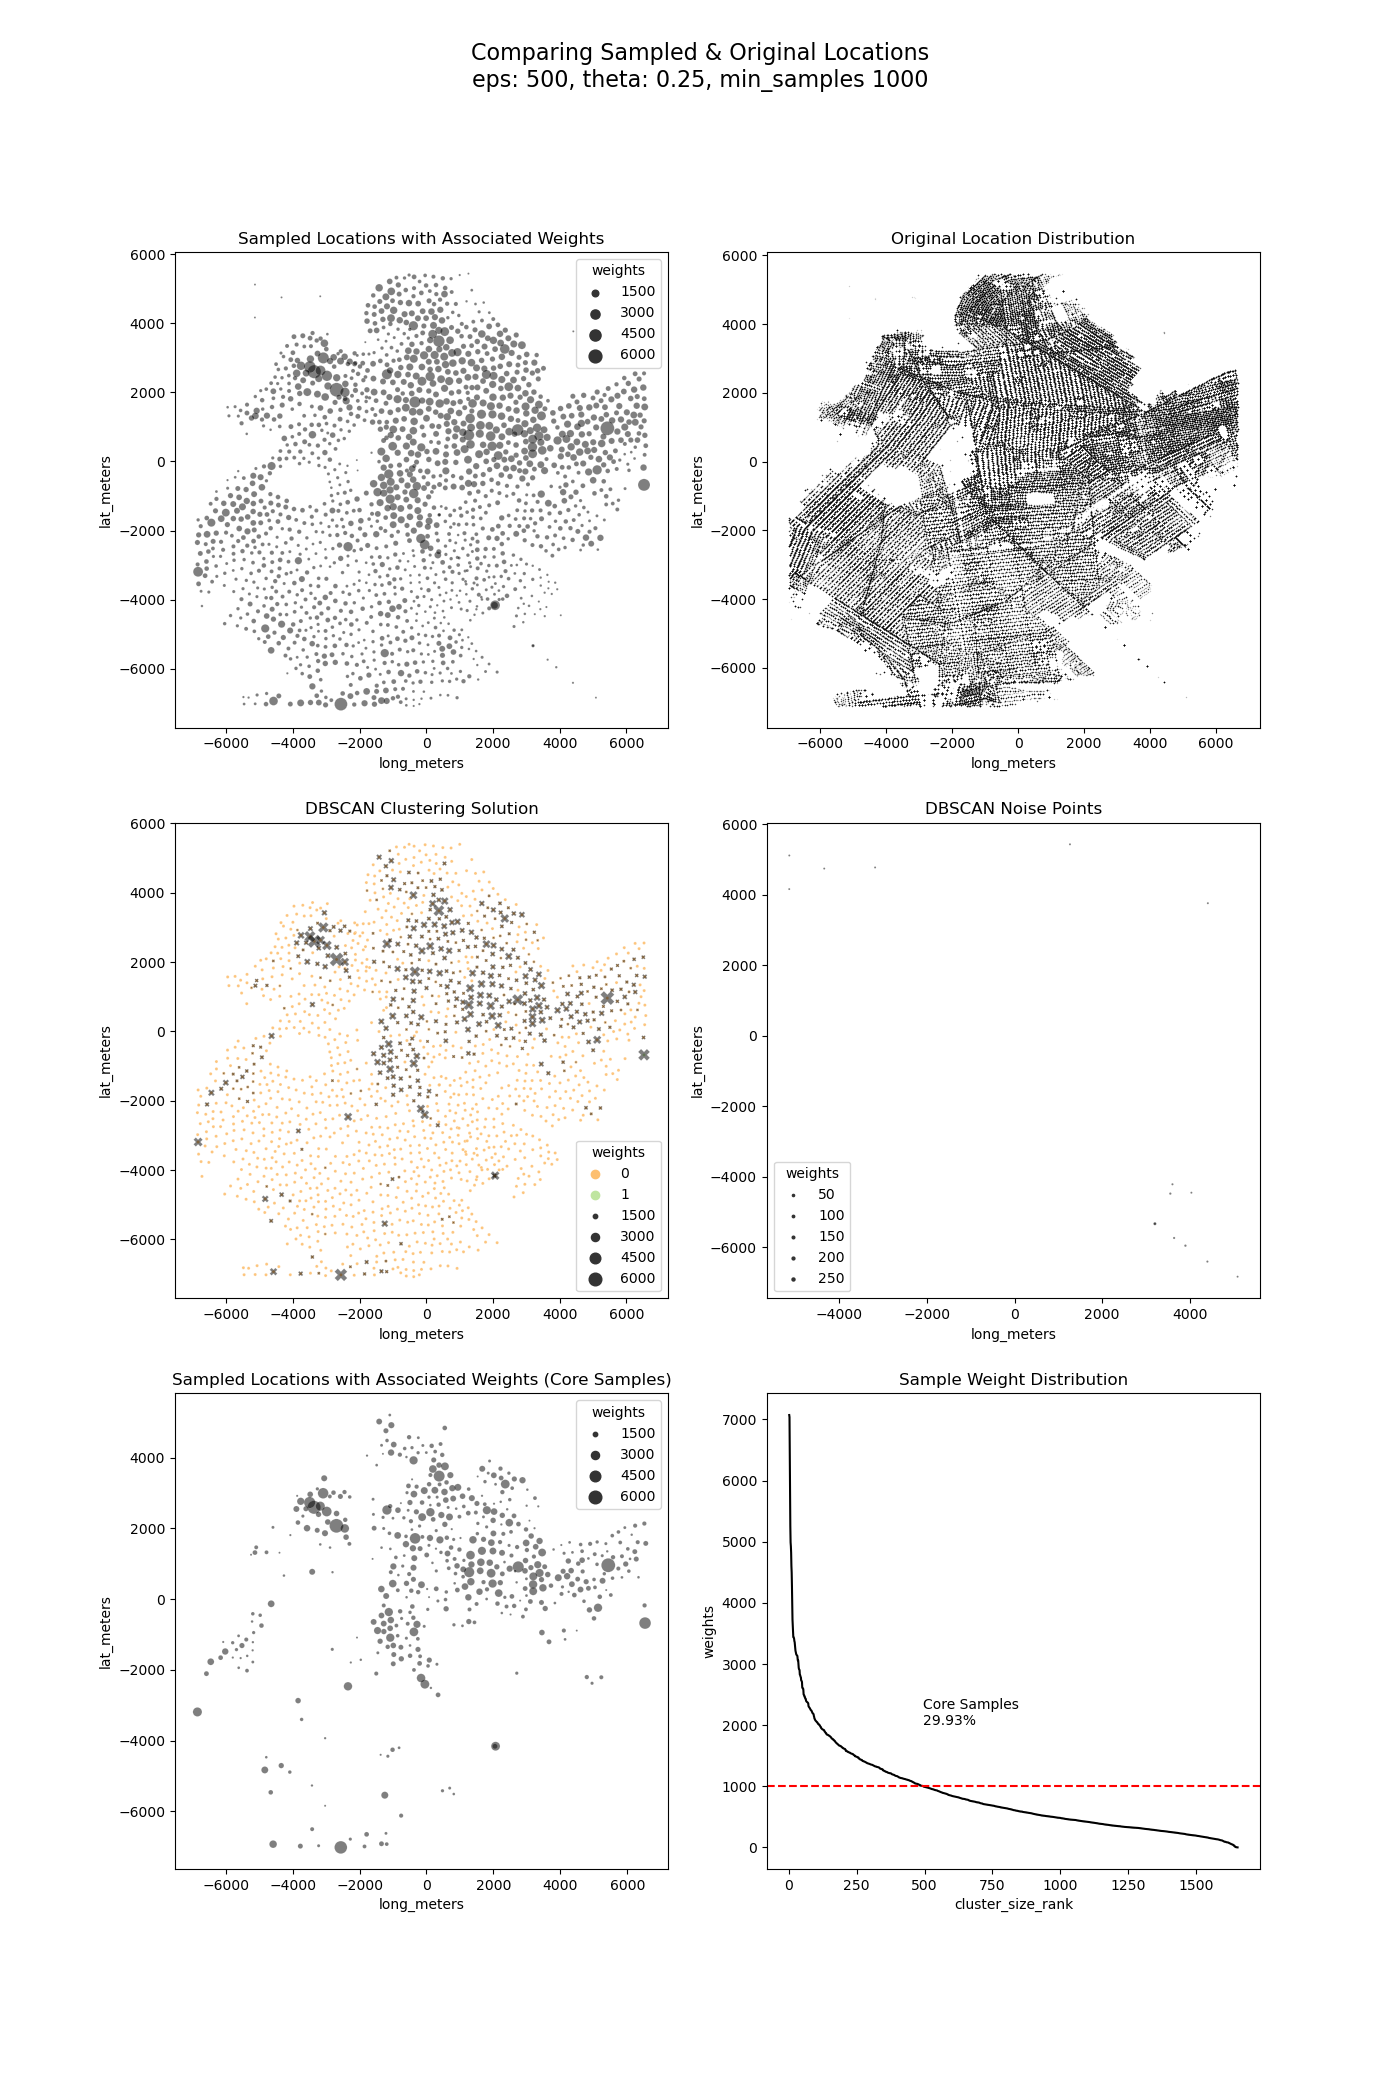 Comparing Sampled & Original Locations
eps: 500, theta: 0.25, min_samples 1000
Sampled Locations with Associated Weights
6000
4000
2000
0
−2000
−4000
−6000
lat_meters
weights
1500
3000
4500
6000
−6000 −4000 −2000 0 2000 4000 6000
long_meters
Original Location Distribution
6000
4000
2000
0
−2000
−4000
−6000
lat_meters
−6000 −4000 −2000 0 2000 4000 6000
long_meters
DBSCAN Clustering Solution
6000
4000
2000
0
−2000
−4000
−6000
lat_meters
weights
0
1
1500
3000
4500
6000
−6000 −4000 −2000 0 2000 4000 6000
long_meters
DBSCAN Noise Points
6000
4000
2000
0
−2000
−4000
−6000
lat_meters
weights
50
100
150
200
250
−4000 −2000 0 2000 4000
long_meters
Sampled Locations with Associated Weights (Core Samples)
4000
2000
0
−2000
−4000
−6000
lat_meters
weights
1500
3000
4500
6000
−6000 −4000 −2000 0 2000 4000 6000
long_meters
Sample Weight Distribution
7000
6000
5000
4000
3000
2000
1000
0
weights
Core Samples
29.93%
0 250 500 750 1000 1250 1500
cluster_size_rank